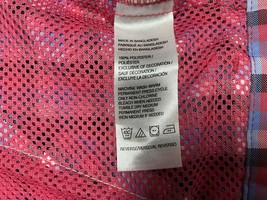 MADE IN BANGLADESH
FABRIQUÉ AU BANGLADESH
HECHO EN BANGLADESH
100% POLYESTER/
POLIÉSTER
EXCLUSIVE OF DECORATION /
SAUF DÉCORATION /
EXCLUYE LA DECORACIÓN
MACHINE WASH WARM
PERMANENT PRESS CYCLE
ONLY NON-CHLORINE
BLEACH WHEN NEEDED
TUMBLE DRY MEDIUM
PERMANENT PRESS
IRON MEDIUM IF NEEDED
REVERSE/REVERSO